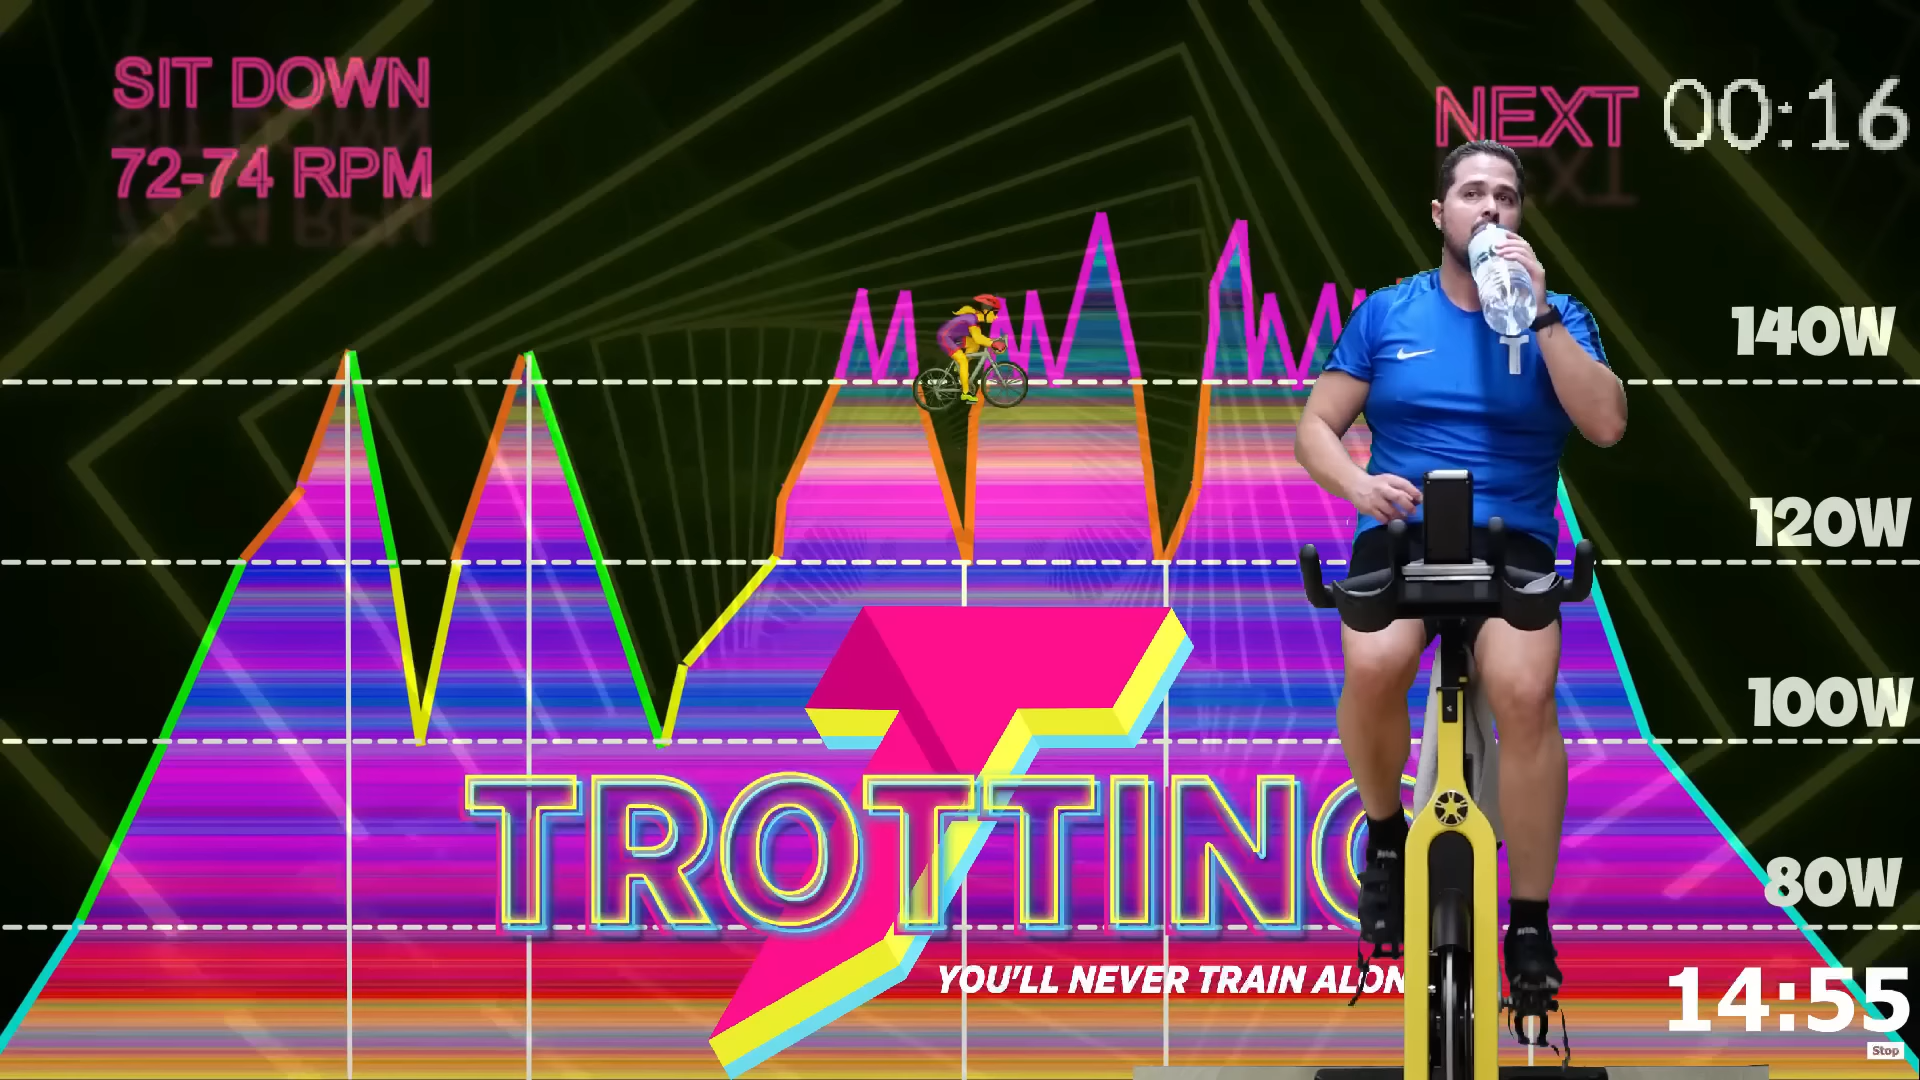 SIT DOWN
72-74 RPM
NEXT 00:16
140W
120W
100W
80W
T
TROTTING
YOU'LL NEVER TRAIN ALON
14:55
Stop